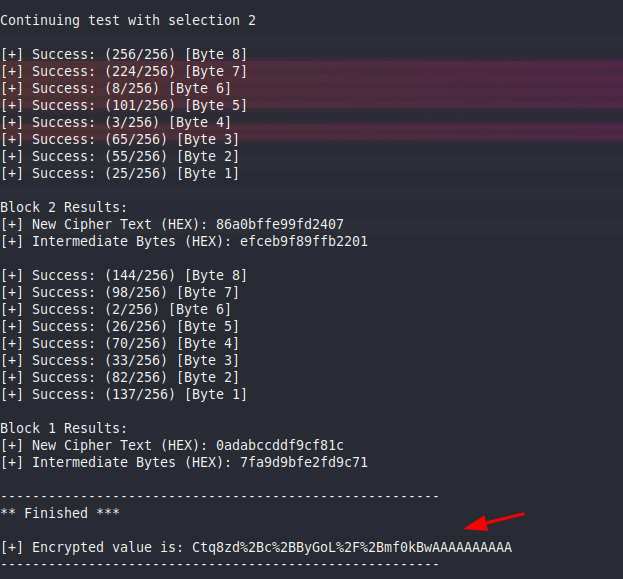 Continuing test with selection 2
[+] Success: (256/256) [Byte 8]
[+] Success: (224/256) [Byte 7]
[+] Success: (8/256) [Byte 6]
[+] Success: (101/256) [Byte 5]
[+] Success: (3/256) [Byte 4]
[+] Success: (65/256) [Byte 3]
[+] Success: (55/256) [Byte 2]
[+] Success: (25/256) [Byte 1]
Block 2 Results:
[+] New Cipher Text (HEX): 86a0bffe99fd2407
[+] Intermediate Bytes (HEX): efceb9f89ffb2201
[+] Success: (144/256) [Byte 8]
[+] Success: (98/256) [Byte 7]
[+] Success: (2/256) [Byte 6]
[+] Success: (26/256) [Byte 5]
[+] Success: (70/256) [Byte 4]
[+] Success: (33/256) [Byte 3]
[+] Success: (82/256) [Byte 2]
[+] Success: (137/256) [Byte 1]
Block 1 Results:
[+] New Cipher Text (HEX): 0adabccddf9cf81c
[+] Intermediate Bytes (HEX): 7fa9d9bfe2fd9c71
-------------------------------------------------------
** Finished ***
[+] Encrypted value is: Ctq8zd%2Bc%2BByGoL%2F%2Bmf0kBwAAAAAAAAAA
-------------------------------------------------------